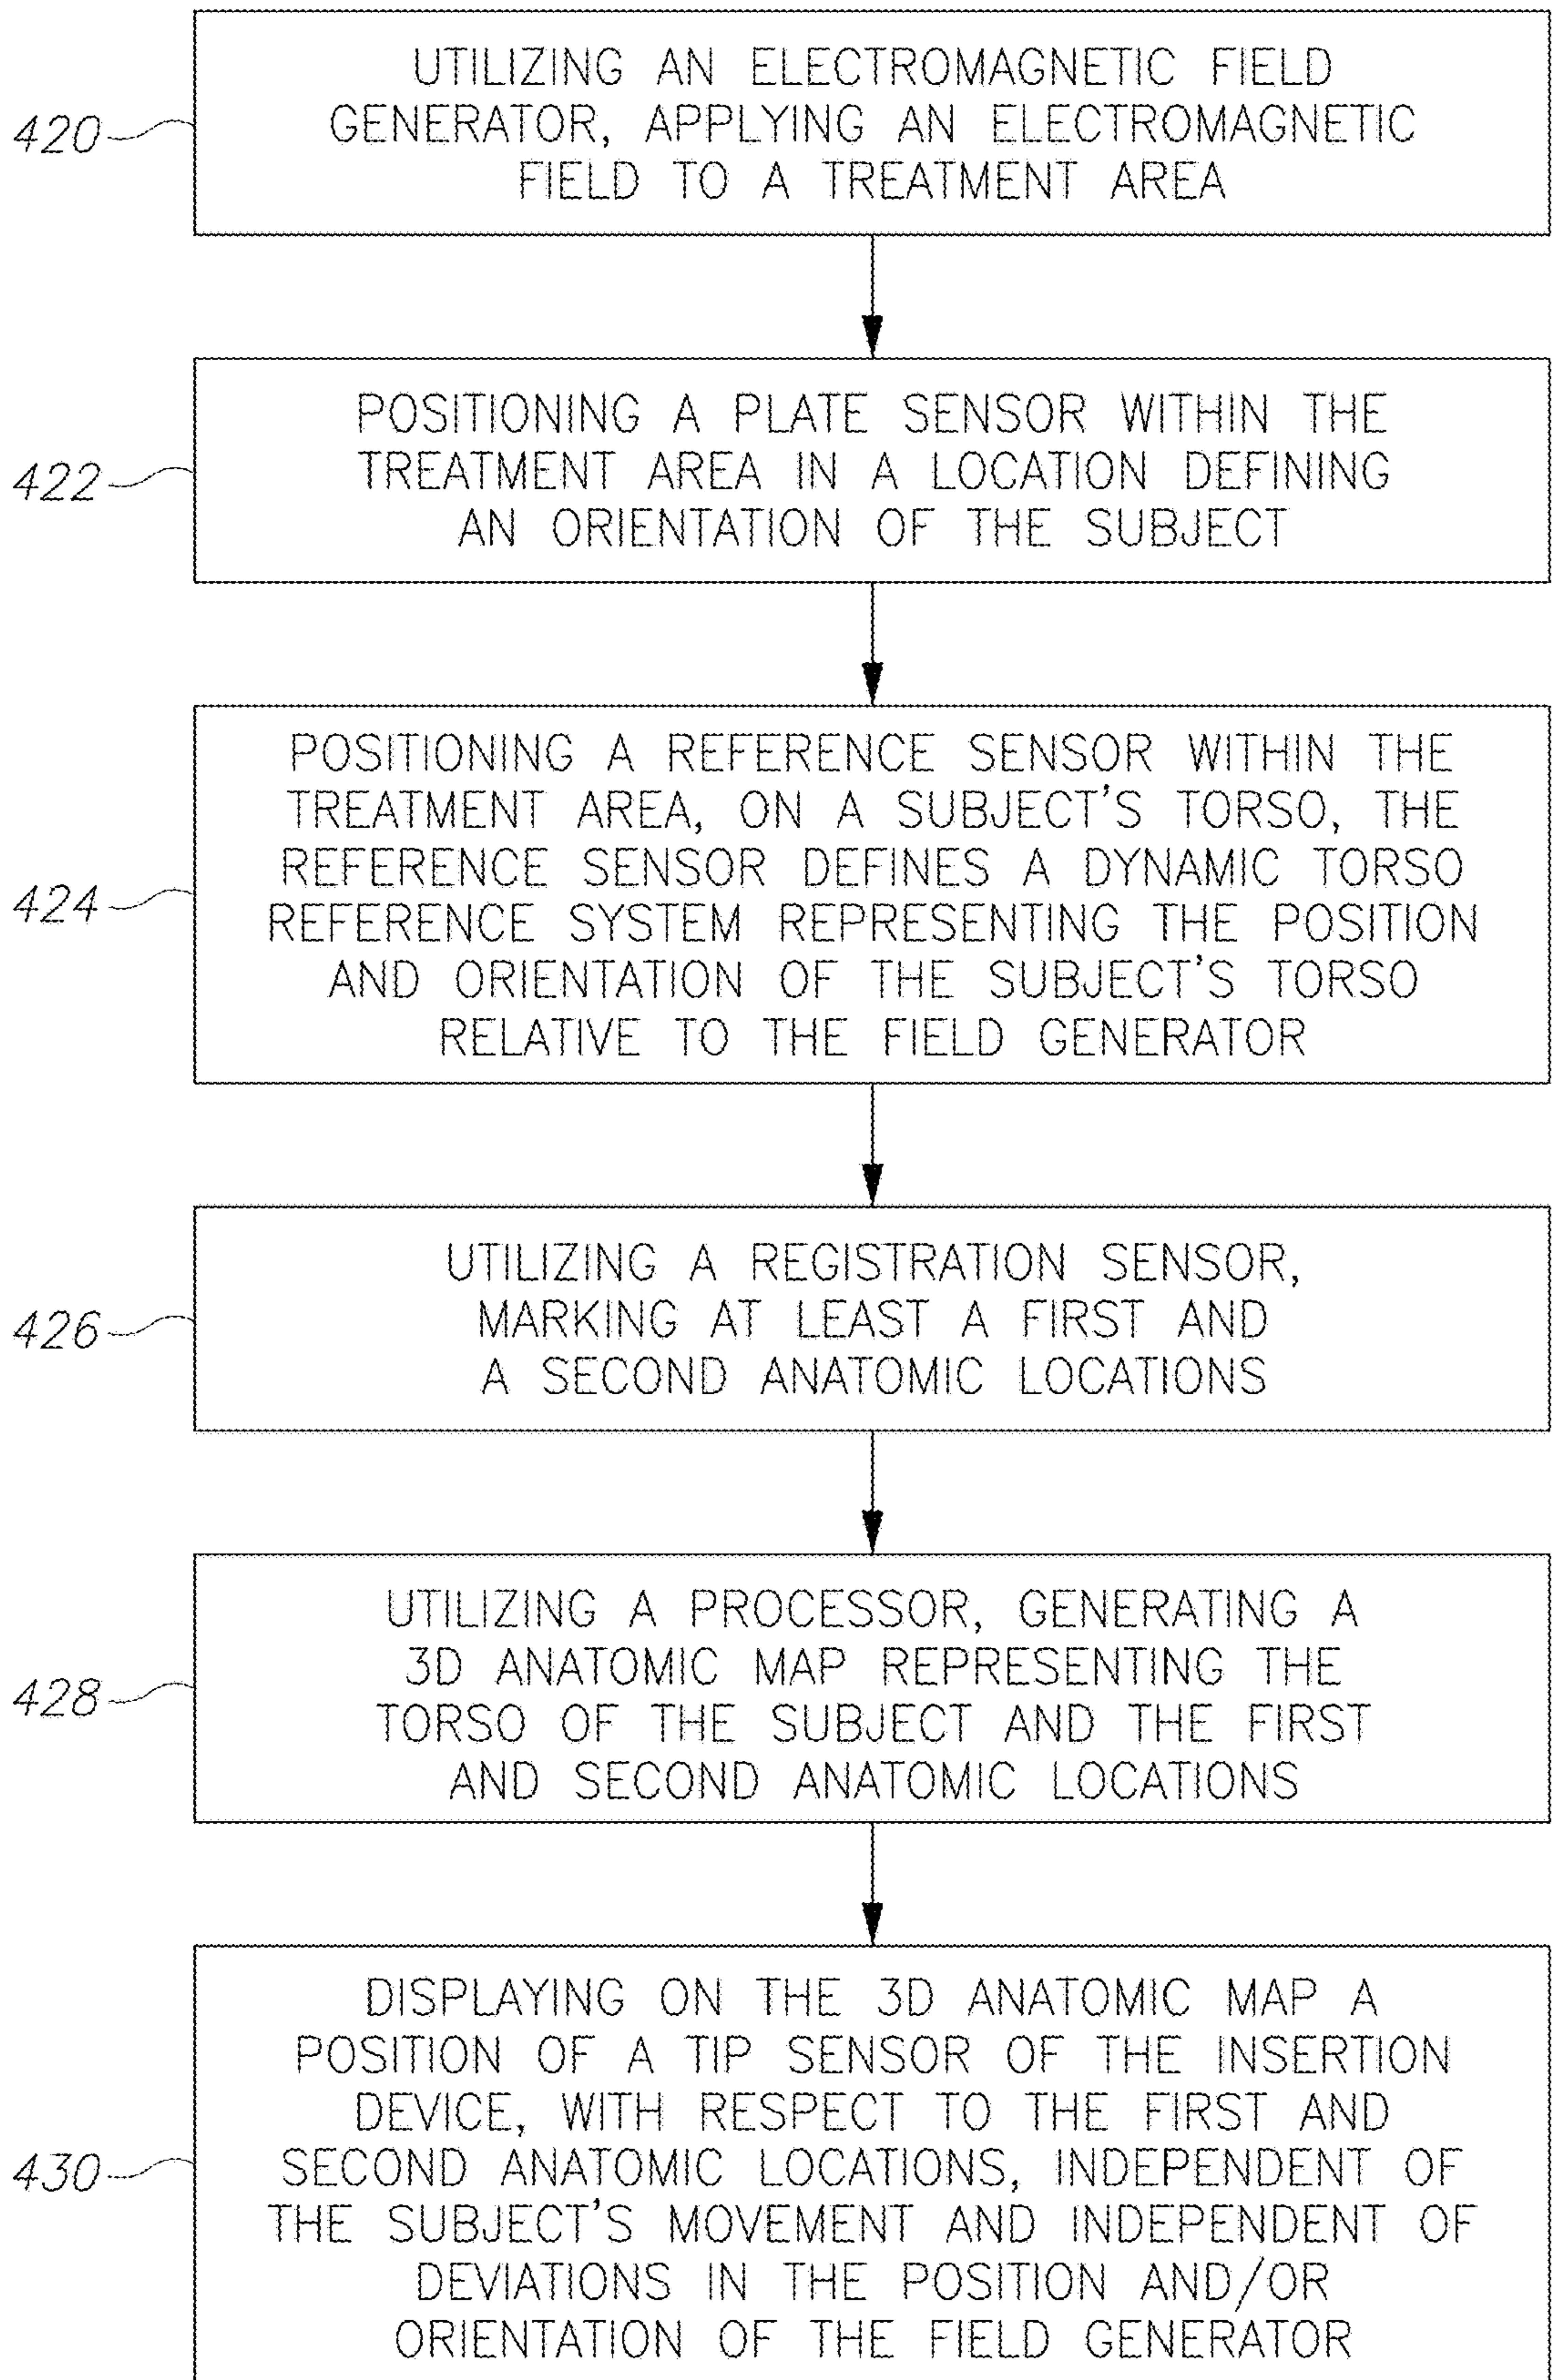 UTILIZING AN ELECTROMAGNETIC FIELD
GENERATOR, APPLYING AN ELECTROMAGNETIC
FIELD TO A TREATMENT AREA
420
POSITIONING A PLATE SENSOR WITHIN THE
TREATMENT AREA IN A LOCATION DEFINING
AN ORIENTATION OF THE SUBJECT
422
POSITIONING A REFERENCE SENSOR WITHIN THE
TREATMENT AREA, ON A SUBJECT'S TORSO, THE
REFERENCE SENSOR DEFINES A DYNAMIC TORSO
REFERENCE SYSTEM REPRESENTING THE POSITION
AND ORIENTATION OF THE SUBJECT'S TORSO
RELATIVE TO THE FIELD GENERATOR
424
UTILIZING A REGISTRATION SENSOR,
MARKING AT LEAST A FIRST AND
A SECOND ANATOMIC LOCATIONS
426
UTILIZING A PROCESSOR, GENERATING A
3D ANATOMIC MAP REPRESENTING THE
TORSO OF THE SUBJECT AND THE FIRST
AND SECOND ANATOMIC LOCATIONS
428
DISPLAYING ON THE 3D ANATOMIC MAP A
POSITION OF A TIP SENSOR OF THE INSERTION
DEVICE, WITH RESPECT TO THE FIRST AND
SECOND ANATOMIC LOCATIONS, INDEPENDENT OF
THE SUBJECT'S MOVEMENT AND INDEPENDENT OF
DEVIATIONS IN THE POSITION AND/OR
ORIENTATION OF THE FIELD GENERATOR
430